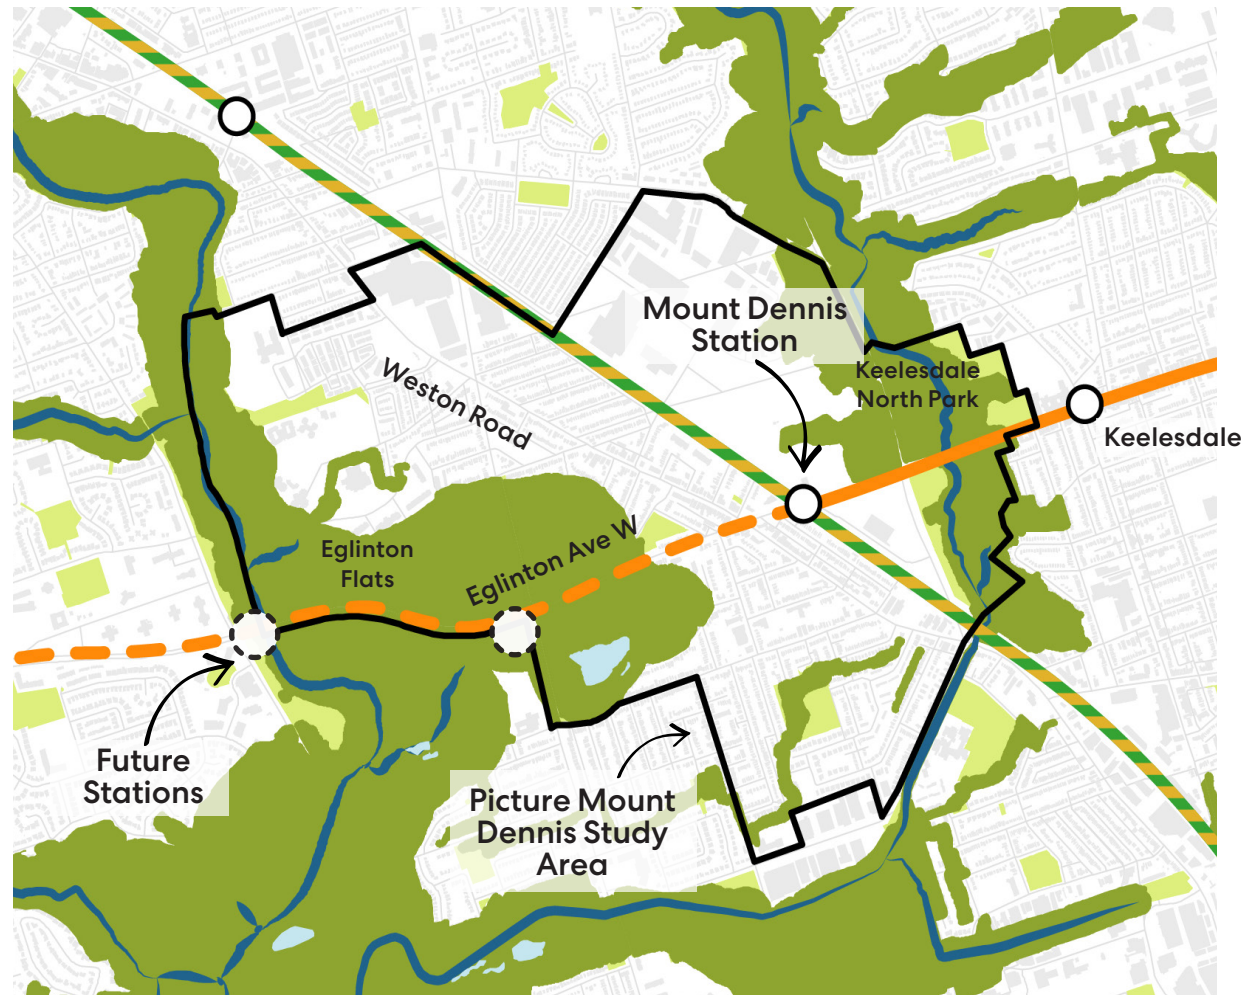 Mount Dennis
Station
Keelesdale
North Park
Weston Road
Keelesdale
Eglinton Ave W
Eglinton
Flats
Future
Stations
Picture Mount
Dennis Study
Area